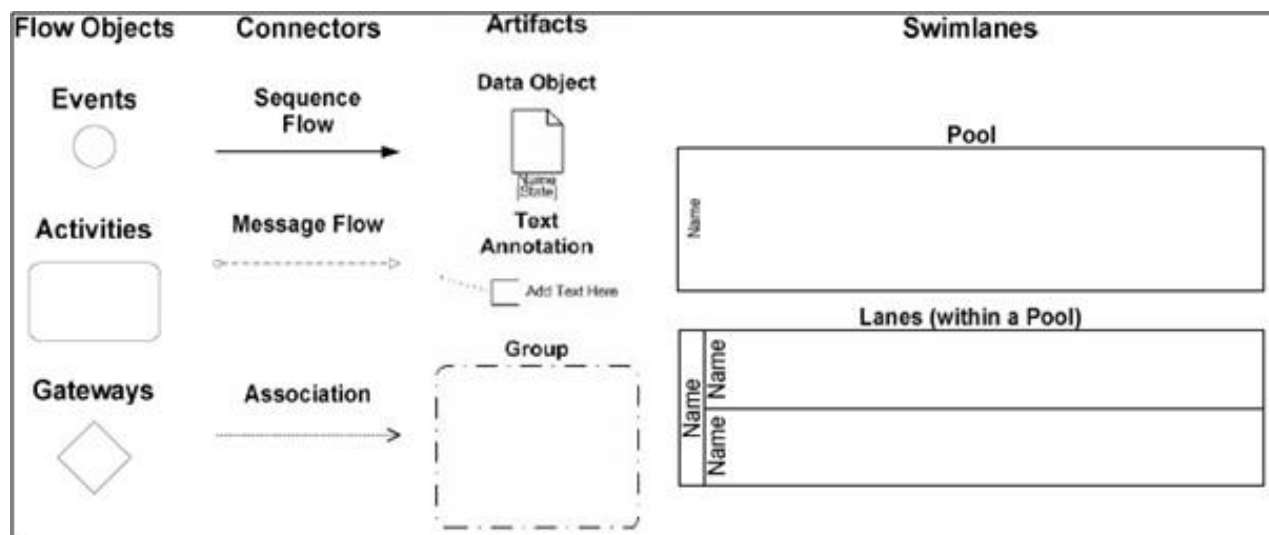 Flow Objects
Events
Activities
Gateways
Connectors
Sequence
Flow
Message Flow
Association
Artifacts
Data Object
Name
[State]
Text
Annotation
Add Text Here
Group
Swimlanes
Pool
Name
Lanes (within a Pool)
Name
Name
Name